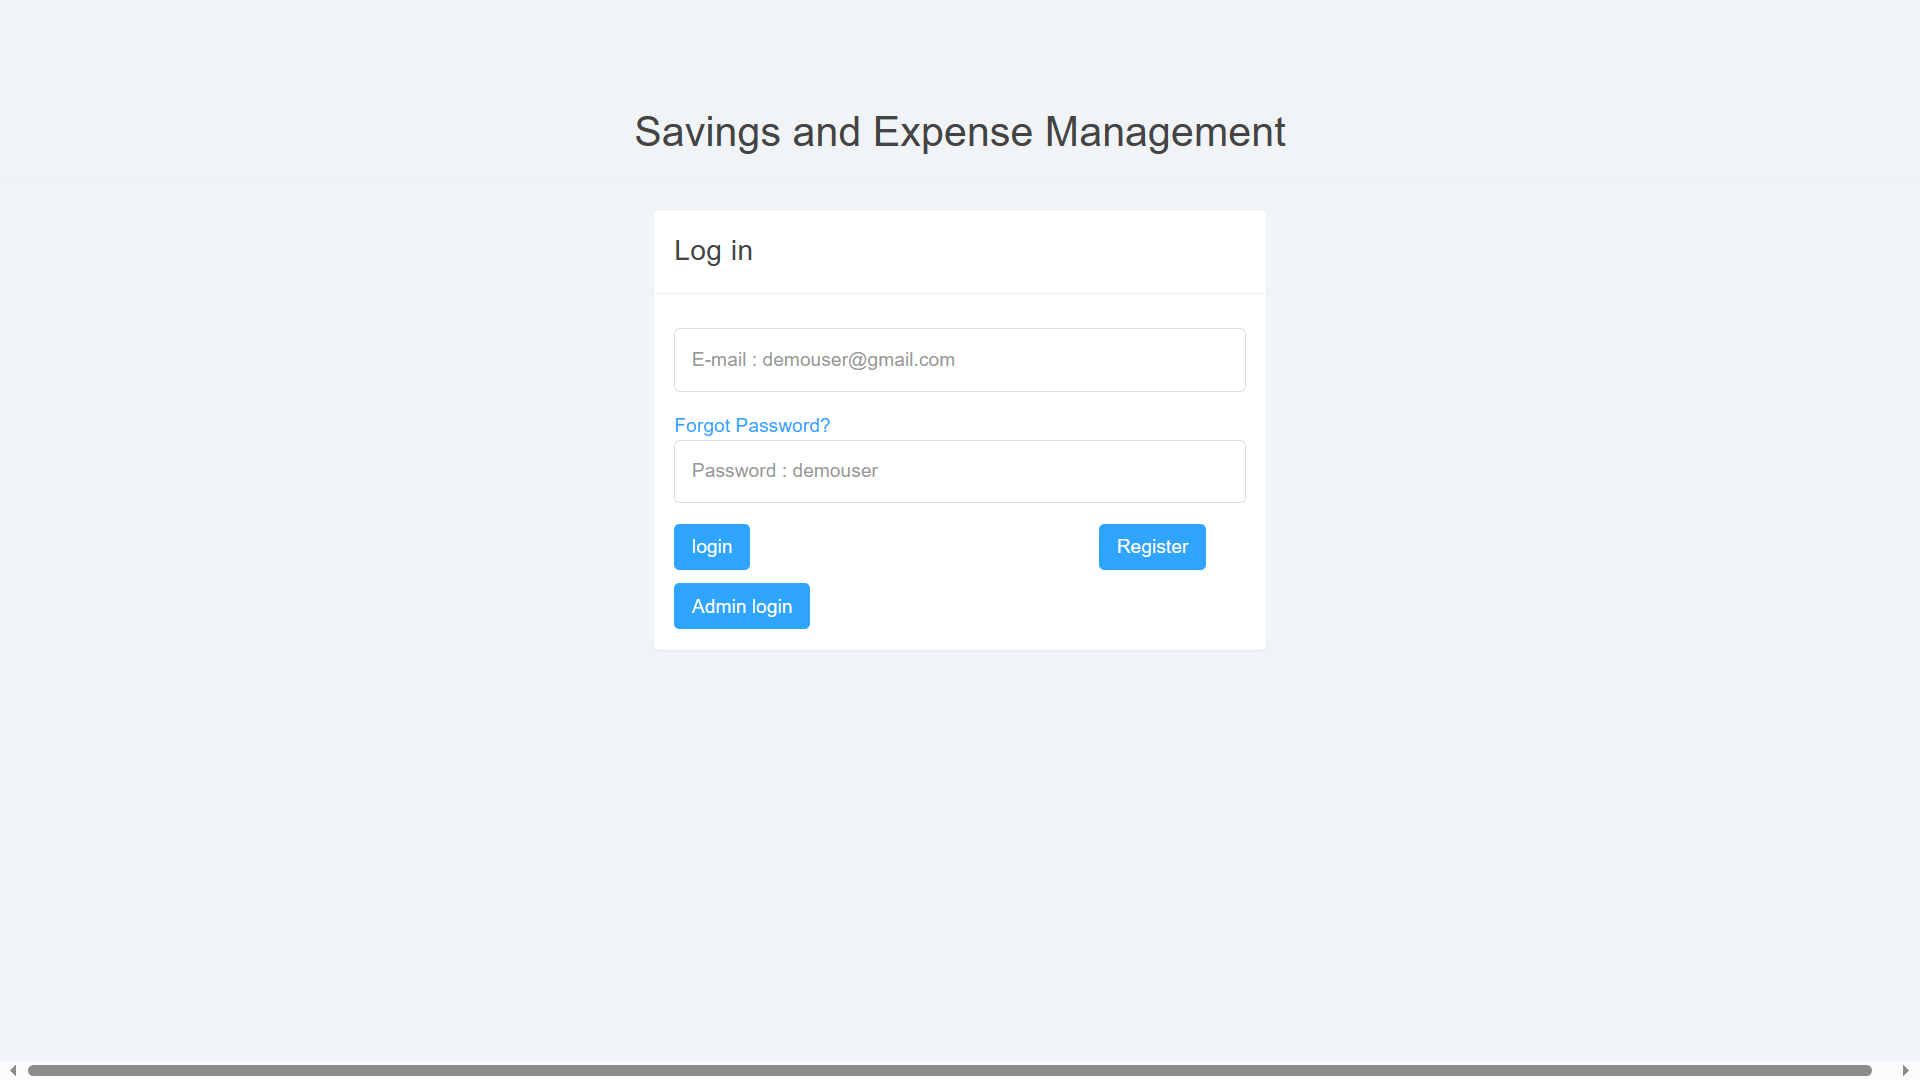 Savings and Expense Management
Log in
E-mail : demouser@gmail.com
Forgot Password?
Password : demouser
login
Register
Admin login